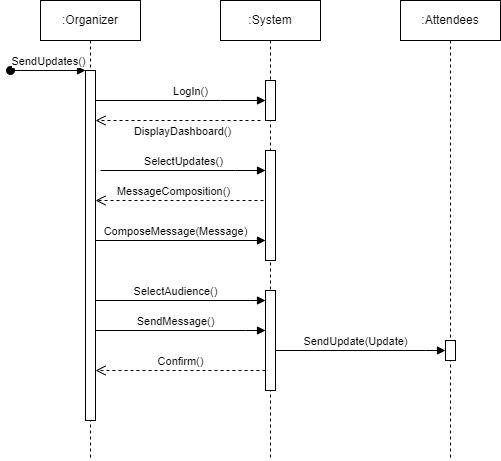 :Organizer
:System
:Attendees
SendUpdates()
LogIn()
DisplayDashboard()
SelectUpdates()
MessageComposition()
ComposeMessage(Message)
SelectAudience()
SendMessage()
SendUpdate(Update)
Confirm()